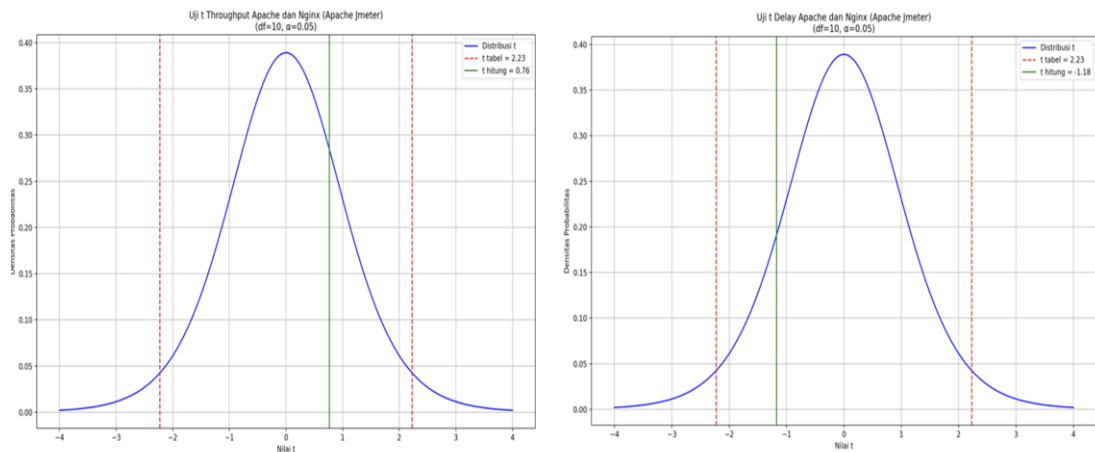 Uji t Throughput Apache dan Nginx (Apache Jmeter)
(df=10, α=0.05)
Distribusi t
t tabel = 2.23
t hitung = 0.76
0.40
0.35
0.30
0.25
0.20
0.15
0.10
0.05
0.00
Densitas Probabilitas
−4 −3 −2 −1 0 1 2 3 4
Nilai t
Uji t Delay Apache dan Nginx (Apache Jmeter)
(df=10, α=0.05)
Distribusi t
t tabel = 2.23
t hitung = -1.18
0.40
0.35
0.30
0.25
0.20
0.15
0.10
0.05
0.00
Densitas Probabilitas
−4 −3 −2 −1 0 1 2 3 4
Nilai t